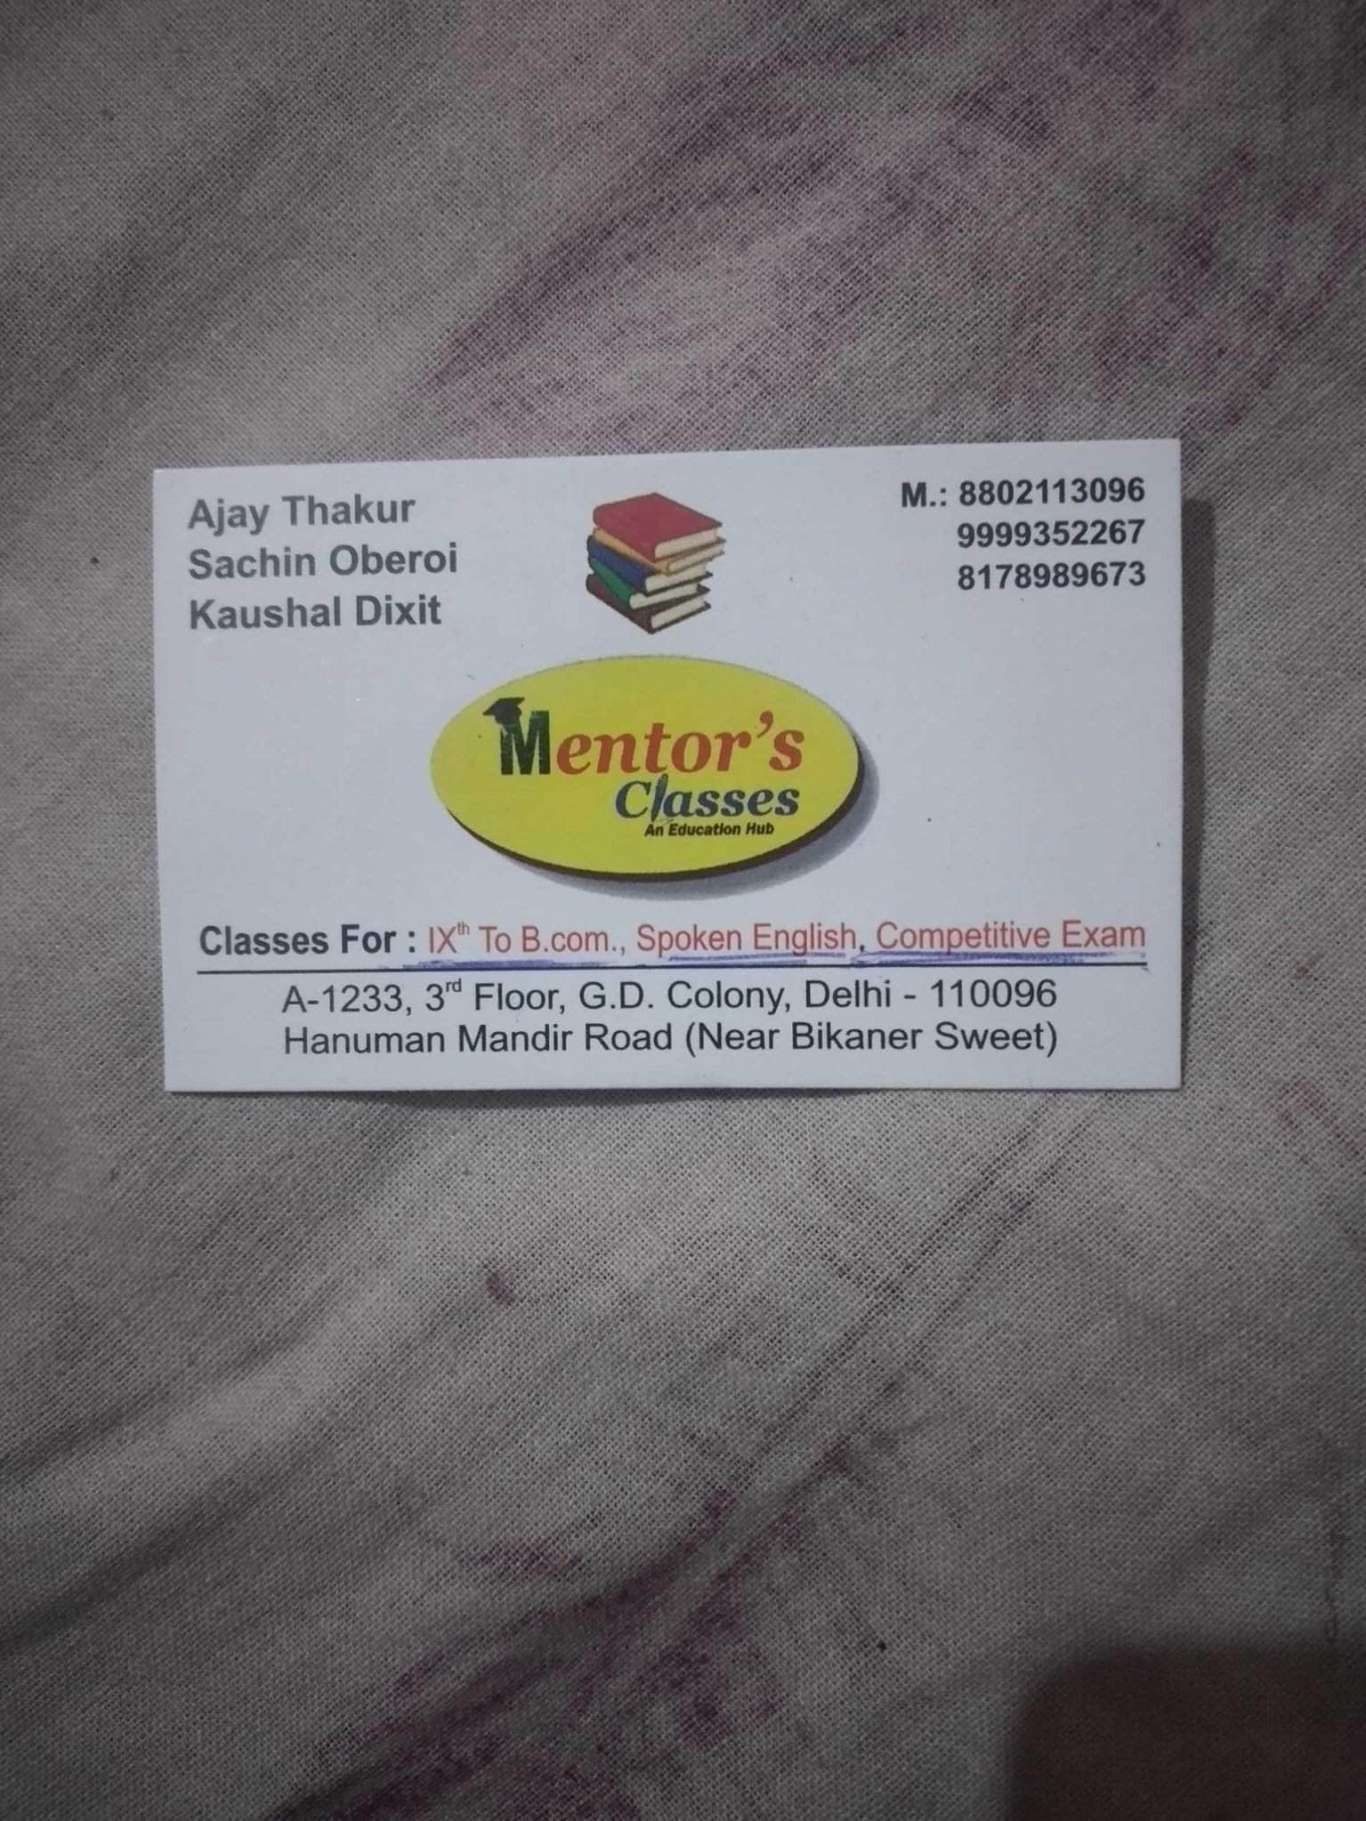 Ajay Thakur
Sachin Oberoi
Kaushal Dixit
M.: 8802113096
9999352267
8178989673
Mentor's
Classes
An Education Hub
Classes For : IXth To B.com., Spoken English, Competitive Exam
A-1233, 3rd Floor, G.D. Colony, Delhi - 110096
Hanuman Mandir Road (Near Bikaner Sweet)